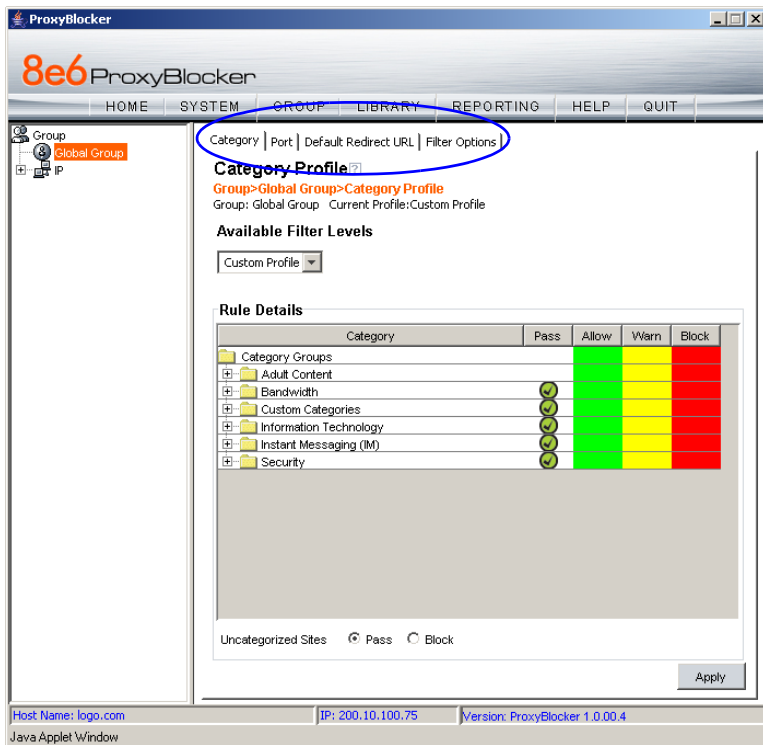 ProxyBlocker
8e6 ProxyBlocker
HOME SYSTEM GROUP LIBRARY REPORTING HELP QUIT
Group
Global Group
IP
Category Port Default Redirect URL Filter Options
Category Profile ?
Group>Global Group>Category Profile
Group: Global Group Current Profile:Custom Profile
Available Filter Levels
Custom Profile
Rule Details
Category Pass Allow Warn Block
Category Groups
Adult Content
Bandwidth
Custom Categories
Information Technology
Instant Messaging (IM)
Security
Uncategorized Sites Pass Block
Apply
Host Name: logo.com IP: 200.10.100.75 Version: ProxyBlocker 1.0.00.4
Java Applet Window